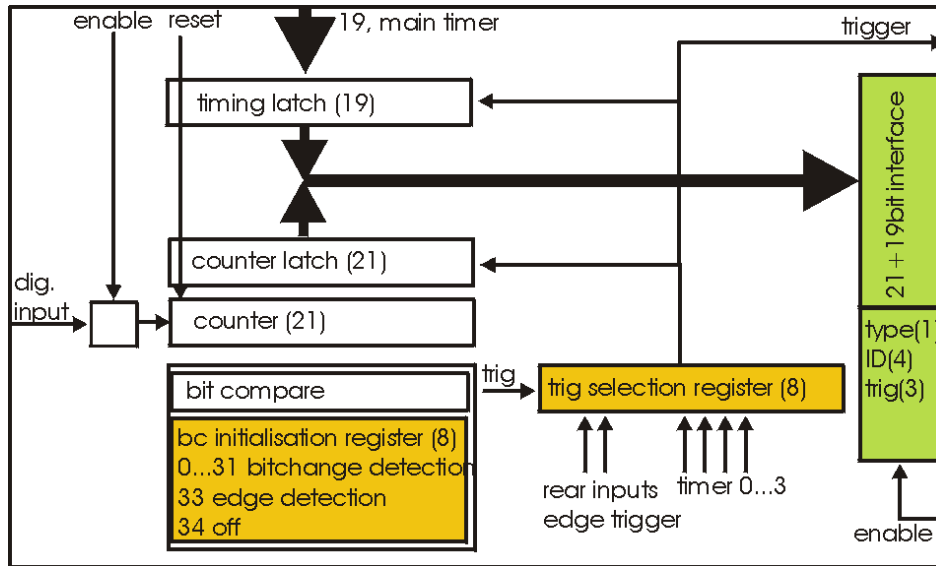 enable reset
19, main timer
trigger
timing latch (19)
21+19bit interface
counter latch (21)
dig.
input
counter (21)
type(1)
ID(4)
trig(3)
bit compare
trig
trig selection register (8)
bc initialisation register (8)
0...31 bitchange detection
33 edge detection
34 off
rear inputs
edge trigger
timer 0...3
enable